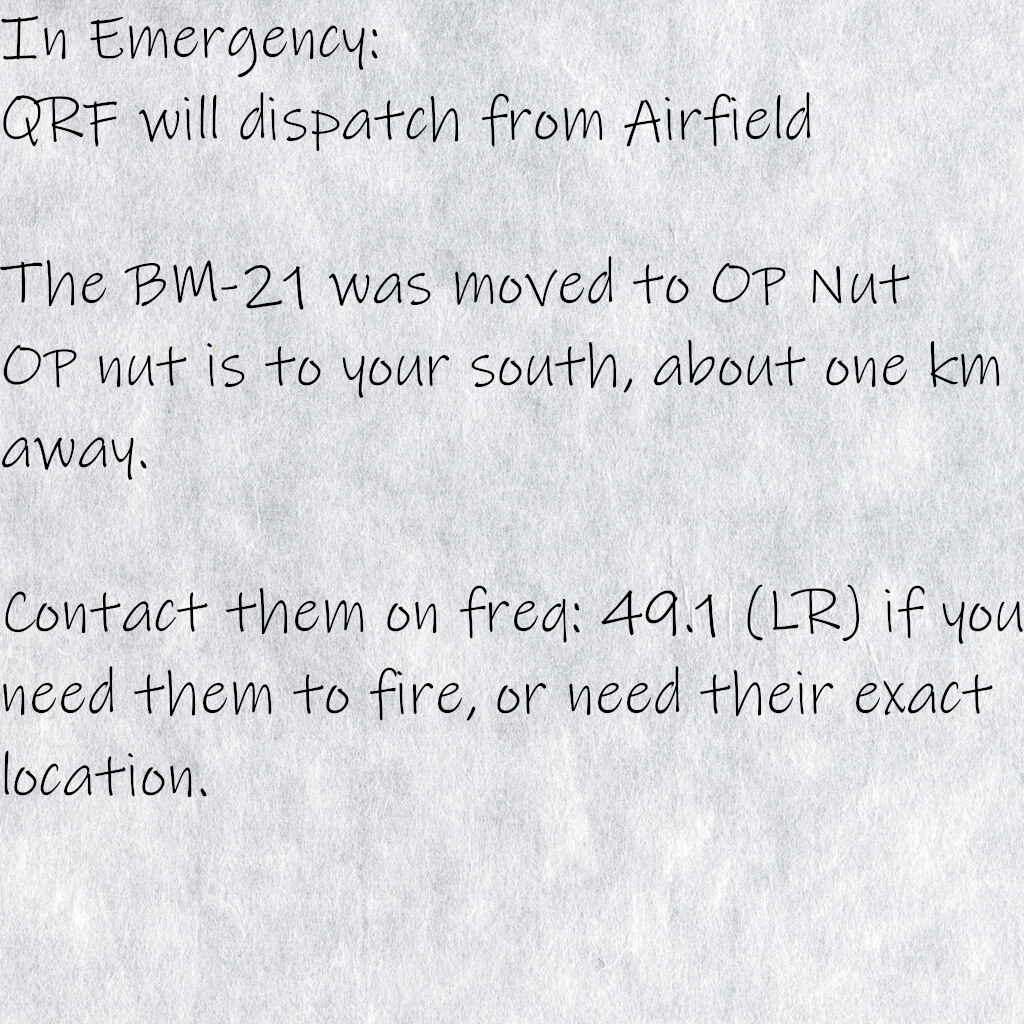 In Emergency:
QRF will dispatch from Airfield
The BM-21 was moved to OP Nut
OP nut is to your south, about one km
away.
Contact them on freq: 49.1 (LR) if you
need them to fire, or need their exact
location.